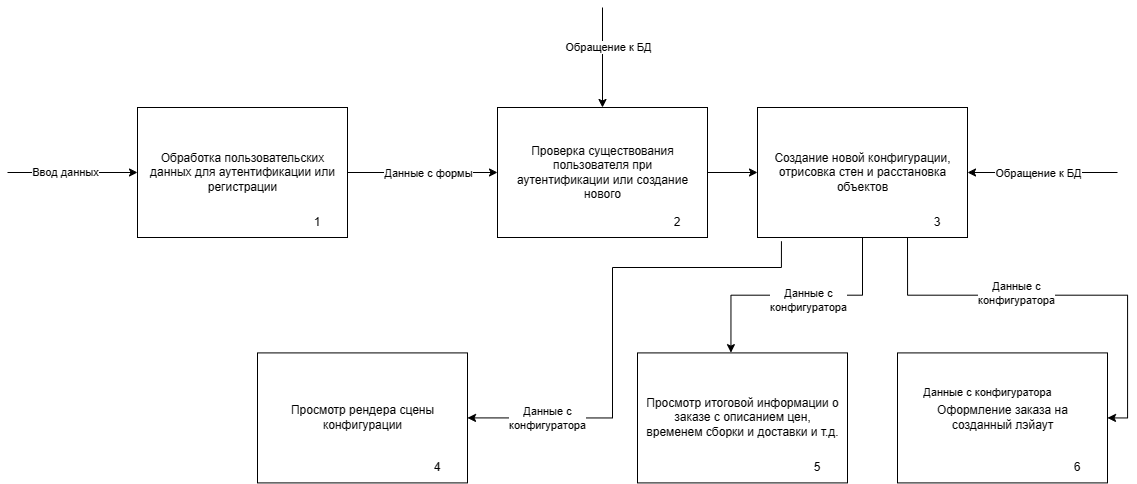 Обращение к БД
Ввод данных
Обработка пользовательских
данных для аутентификации или
регистрации
1
Данные с формы
Проверка существования
пользователя при
аутентификации или создание
нового
2
Создание новой конфигурации,
отрисовка стен и расстановка
объектов
3
Обращение к БД
Данные с
конфигуратора
Данные с
конфигуратора
Просмотр рендера сцены
конфигурации
4
Данные с
конфигуратора
Просмотр итоговой информации о
заказе с описанием цен,
временем сборки и доставки и т.д.
5
Данные с конфигуратора
Оформление заказа на
созданный лэйаут
6